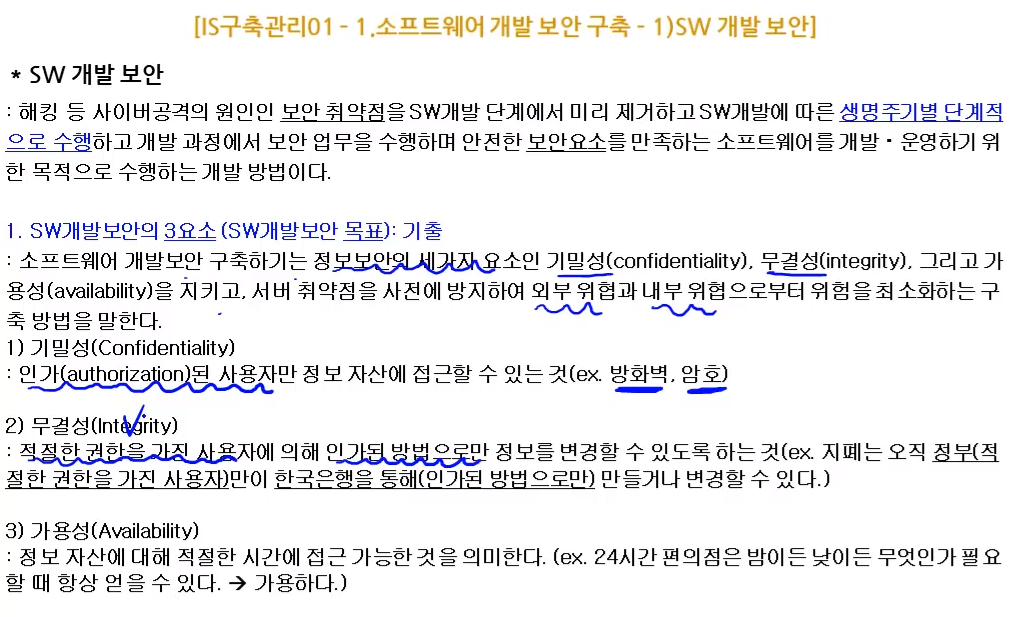 [IS구축관리01 - 1.소프트웨어 개발 보안 구축 - 1)SW 개발 보안]
* SW 개발 보안
: 해킹 등 사이버공격의 원인인 보안 취약점을 SW개발 단계에서 미리 제거하고 SW개발에 따른 생명주기별 단계적
으로 수행하고 개발 과정에서 보안 업무를 수행하며 안전한 보안요소를 만족하는 소프트웨어를 개발・운영하기 위
한 목적으로 수행하는 개발 방법이다.
1. SW개발보안의 3요소 (SW개발보안 목표): 기출
: 소프트웨어 개발보안 구축하기는 정보보안의 세가지 요소인 기밀성(confidentiality), 무결성(integrity), 그리고 가
용성(availability)을 지키고, 서버 취약점을 사전에 방지하여 외부 위협과 내부 위협으로부터 위험을 최소화하는 구
축 방법을 말한다.
1) 기밀성(Confidentiality)
: 인가(authorization)된 사용자만 정보 자산에 접근할 수 있는 것(ex. 방화벽, 암호)
2) 무결성(Integrity)
: 적절한 권한을 가진 사용자에 의해 인가된 방법으로만 정보를 변경할 수 있도록 하는 것(ex. 지폐는 오직 정부(적
절한 권한을 가진 사용자)만이 한국은행을 통해(인가된 방법으로만) 만들거나 변경할 수 있다.)
3) 가용성(Availability)
: 정보 자산에 대해 적절한 시간에 접근 가능한 것을 의미한다. (ex. 24시간 편의점은 밤이든 낮이든 무엇인가 필요
할 때 항상 얻을 수 있다. → 가용하다.)